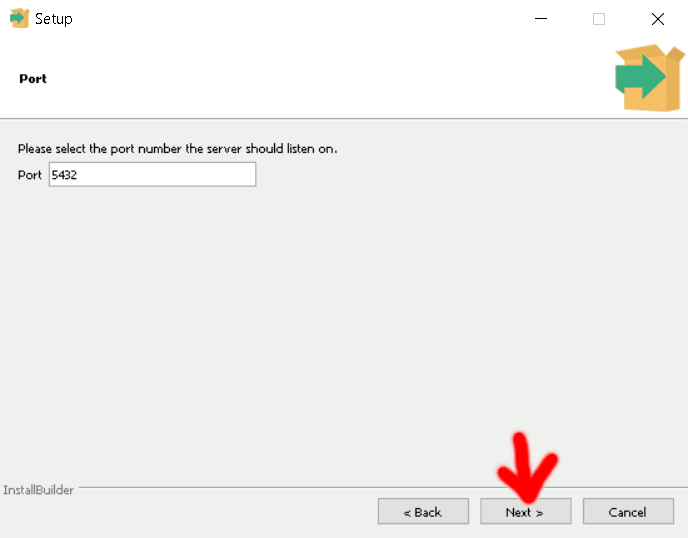 Setup
Port
Please select the port number the server should listen on.
Port 5432
InstallBuilder
< Back Next > Cancel